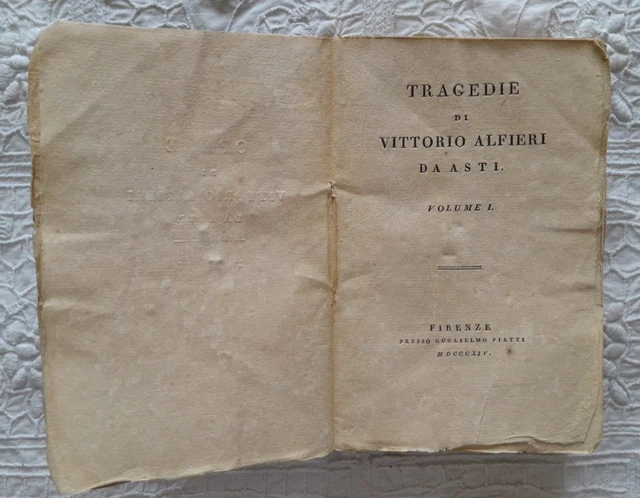 TRAGEDIE
DI
VITTORIO ALFIERI
DA ASTI.
VOLUME I.
FIRENZE
PRESSO GUGLIELMO PIATTI
MDCCCXIV.